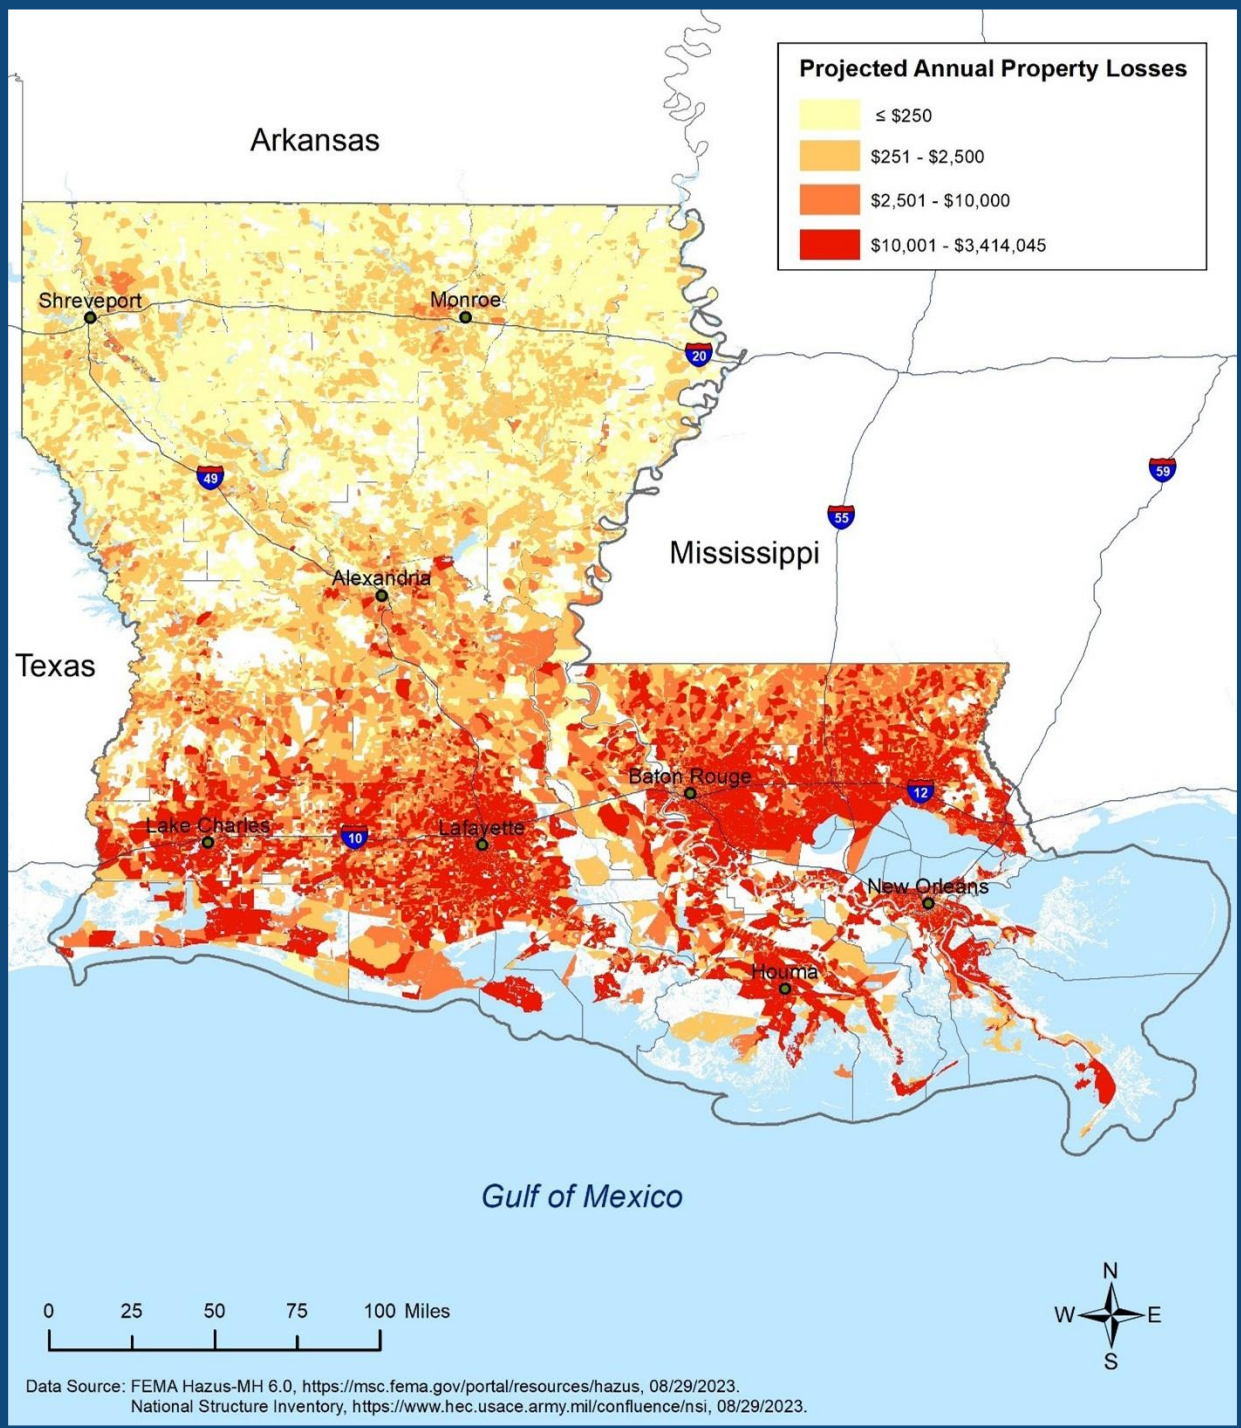 Projected Annual Property Losses
≤ $250
$251 - $2,500
$2,501 - $10,000
$10,001 - $3,414,045
Arkansas
Shreveport
Monroe
20
49
59
55
Mississippi
Alexandria
Texas
Baton Rouge
12
Lake Charles
10
Lafayette
New Orleans
Houma
Gulf of Mexico
0 25 50 75 100 Miles
N
W E
S
Data Source: FEMA Hazus-MH 6.0, https://msc.fema.gov/portal/resources/hazus, 08/29/2023.
National Structure Inventory, https://www.hec.usace.army.mil/confluence/nsi, 08/29/2023.